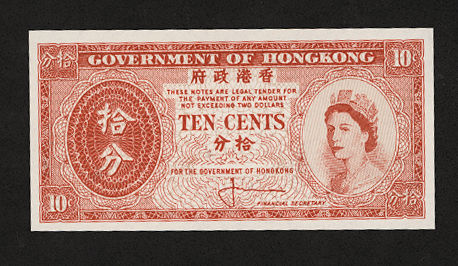 分拾 GOVERNMENT OF HONGKONG 10
府政港香
THESE NOTES ARE LEGAL TENDER FOR
THE PAYMENT OF ANY AMOUNT
NOT EXCEEDING TWO DOLLARS
拾分
TEN CENTS
分拾
FOR THE GOVERNMENT OF HONGKONG
FINANCIAL SECRETARY
10 分拾